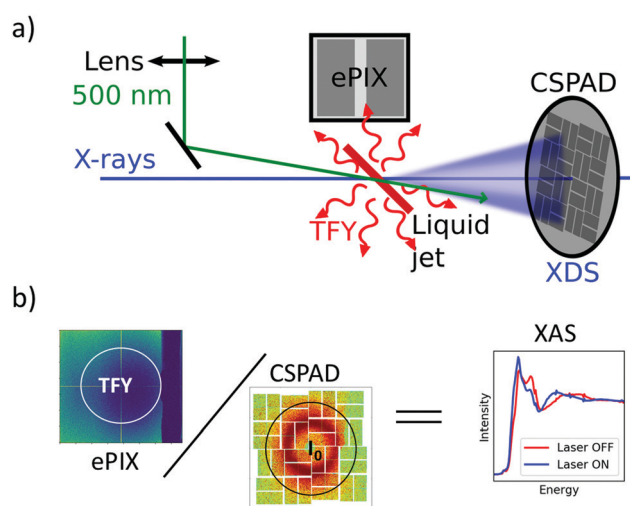 a)
Lens
500 nm
X-rays
ePIX
CSPAD
TFY
Liquid
jet
XDS
b)
TFY
ePIX
CSPAD
I₀
XAS
Intensity
Laser OFF
Laser ON
Energy